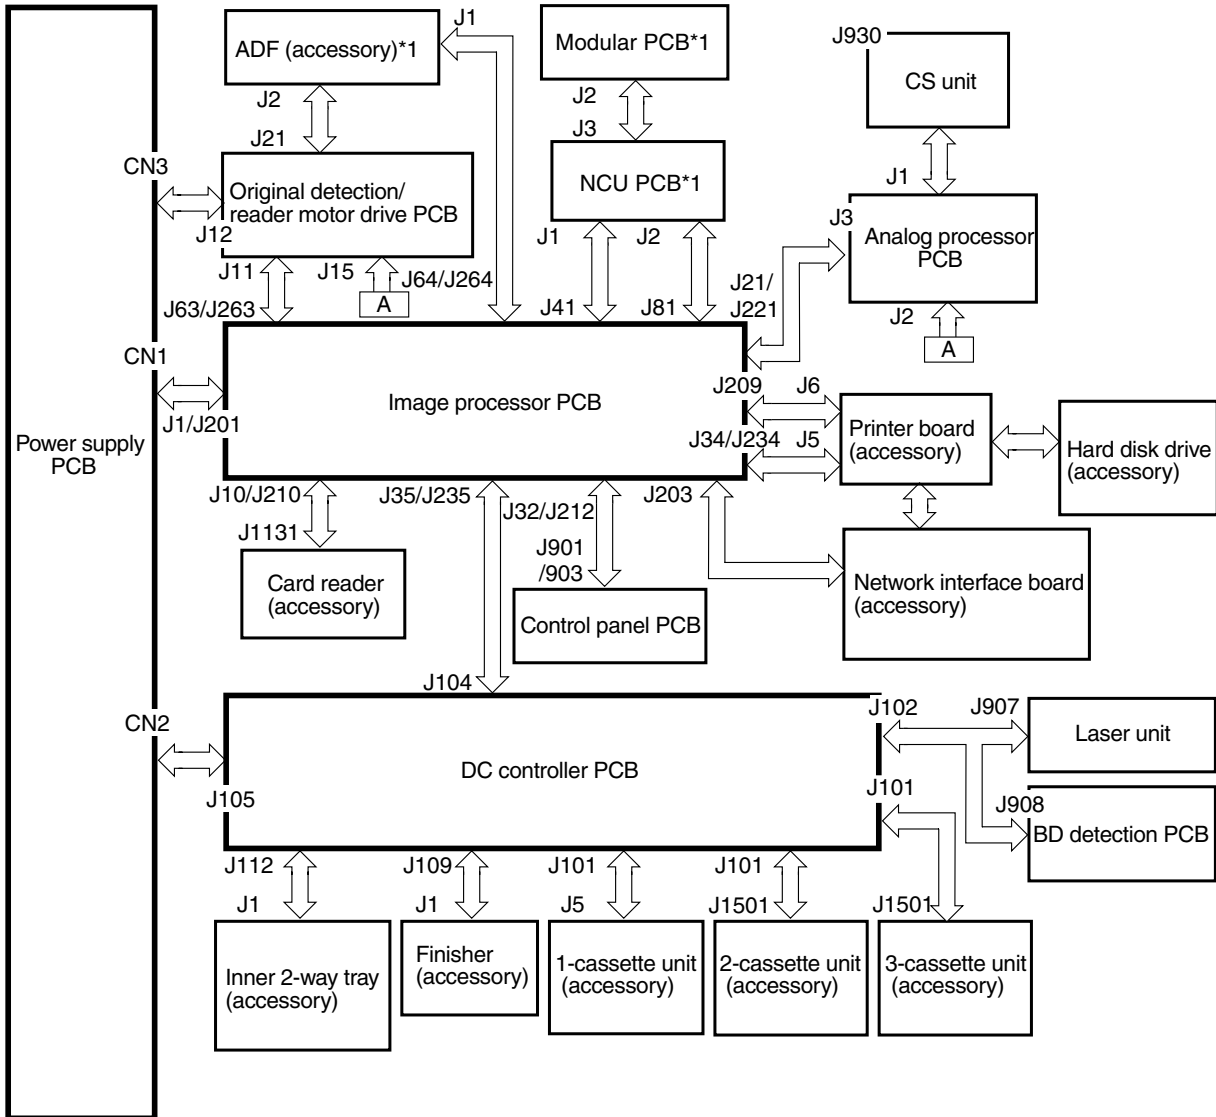 J1
ADF (accessory)*1
Modular PCB*1
J930
CS unit
J2
J21
J2
J3
CN3
Original detection/
reader motor drive PCB
NCU PCB*1
J1
J3
Analog processor
PCB
J12
J11
J15
J64/J264
A
J1
J2
J21/
J221
J63/J263
J41
J81
J2
A
CN1
J1/J201
Image processor PCB
J209
J6
J34/J234
J5
Printer board
(accessory)
Hard disk drive
(accessory)
Power supply
PCB
J10/J210
J35/J235
J32/J212
J203
J1131
J901
/903
Card reader
(accessory)
Control panel PCB
Network interface board
(accessory)
J104
CN2
J105
DC controller PCB
J102
J907
Laser unit
J101
J908
BD detection PCB
J112
J109
J101
J101
J1
J1
J5
J1501
J1501
Inner 2-way tray
(accessory)
Finisher
(accessory)
1-cassette unit
(accessory)
2-cassette unit
(accessory)
3-cassette unit
(accessory)